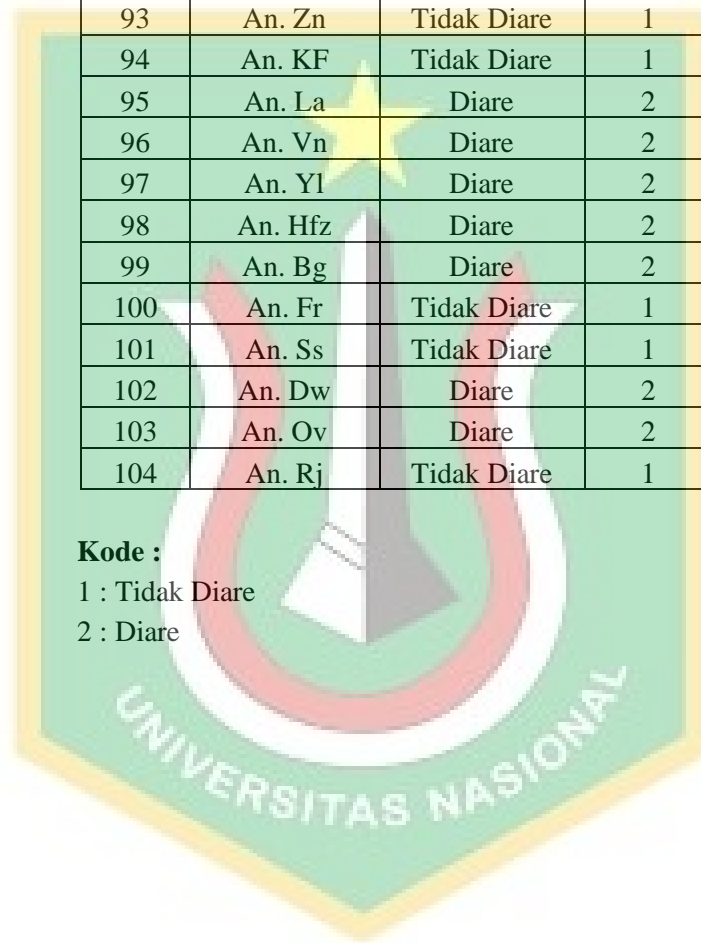 93 An. Zn Tidak Diare 1
94 An. KF Tidak Diare 1
95 An. La Diare 2
96 An. Vn Diare 2
97 An. Yl Diare 2
98 An. Hfz Diare 2
99 An. Bg Diare 2
100 An. Fr Tidak Diare 1
101 An. Ss Tidak Diare 1
102 An. Dw Diare 2
103 An. Ov Diare 2
104 An. Rj Tidak Diare 1
Kode :
1 : Tidak Diare
2 : Diare
UNIVERSITAS NASIONAL